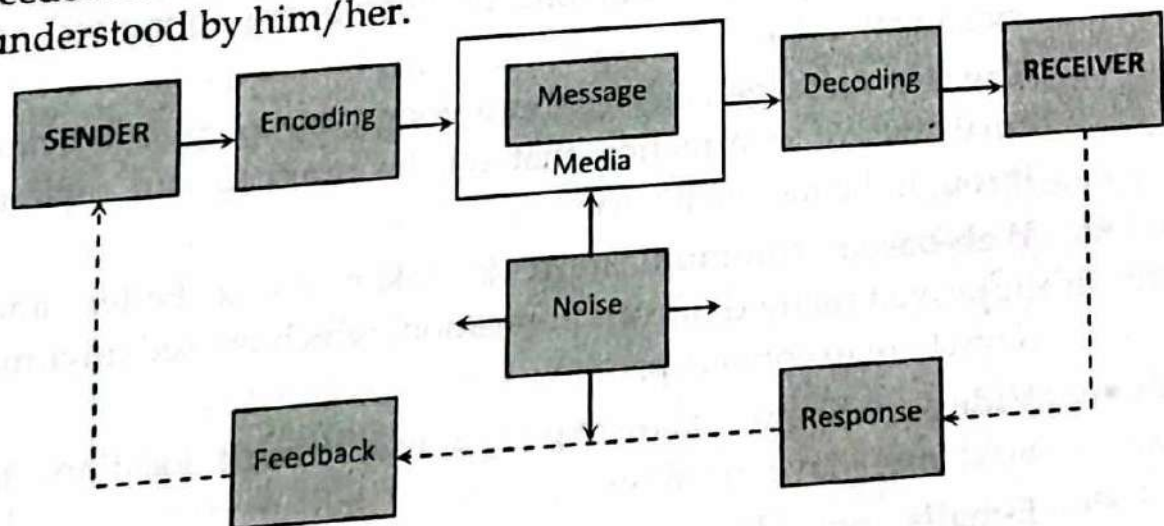 understood by him/her.
SENDER
Encoding
Message
Media
Decoding
RECEIVER
Noise
Feedback
Response